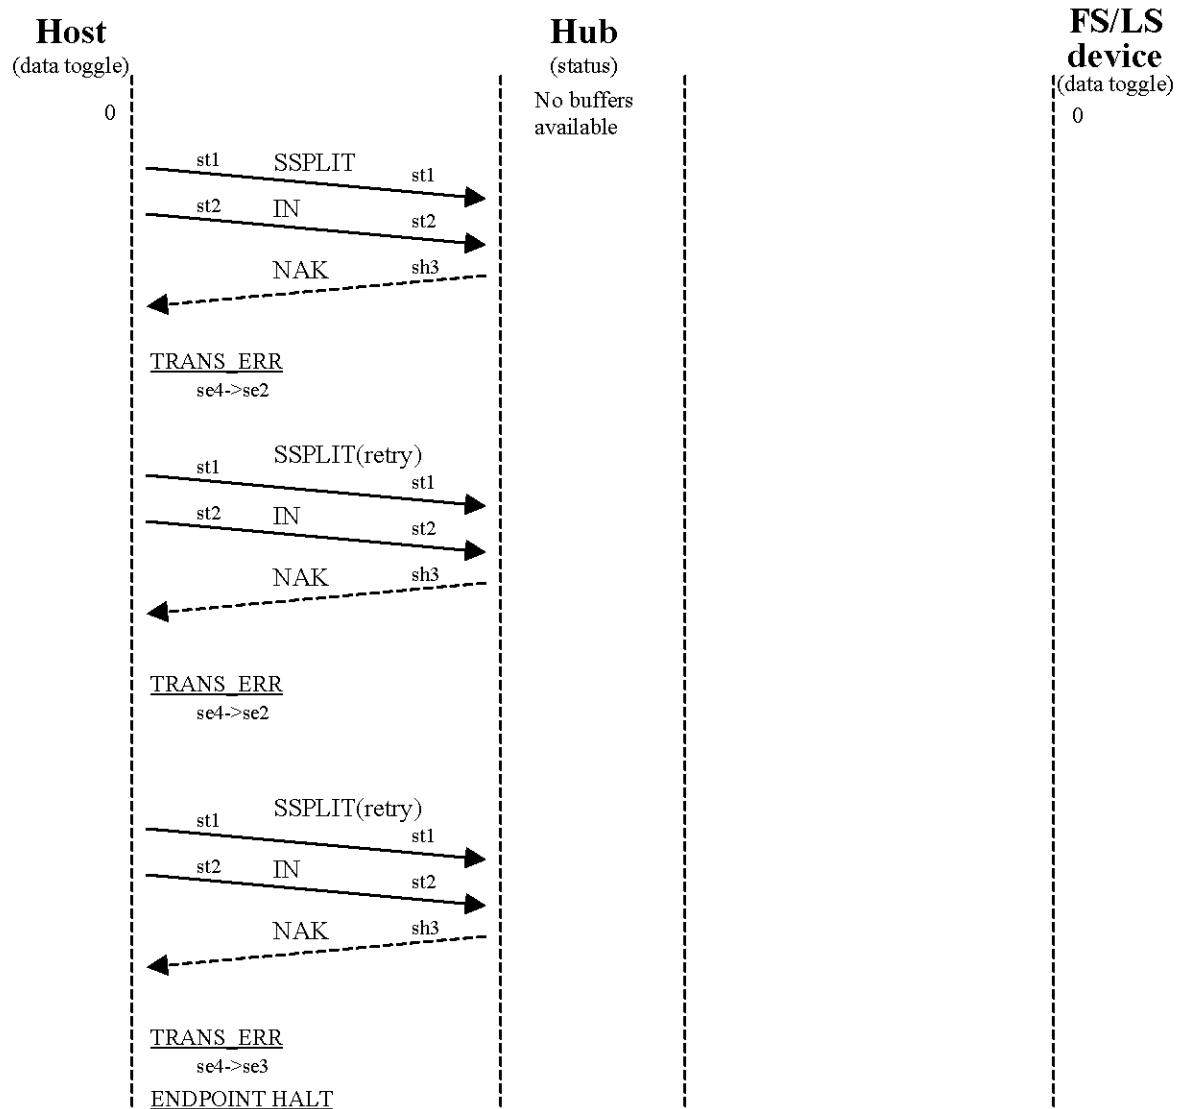 Host
(data toggle)
Hub
(status)
FS/LS
device
(data toggle)
0
No buffers
available
0
st1 SSPLIT st1
st2 IN st2
NAK sh3
TRANS_ERR
se4->se2
SSPLIT(retry)
st1 st1
st2 IN st2
NAK sh3
TRANS_ERR
se4->se2
SSPLIT(retry)
st1 st1
st2 IN st2
NAK sh3
TRANS_ERR
se4->se3
ENDPOINT HALT